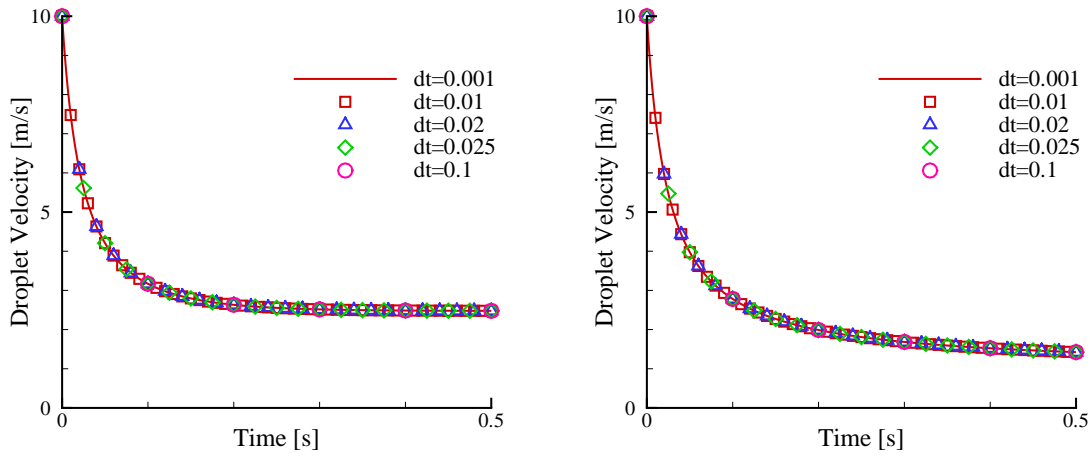 10
5
0
Droplet Velocity [m/s]
dt=0.001
dt=0.01
dt=0.02
dt=0.025
dt=0.1
0
0.5
Time [s]
10
5
0
Droplet Velocity [m/s]
dt=0.001
dt=0.01
dt=0.02
dt=0.025
dt=0.1
0
0.5
Time [s]